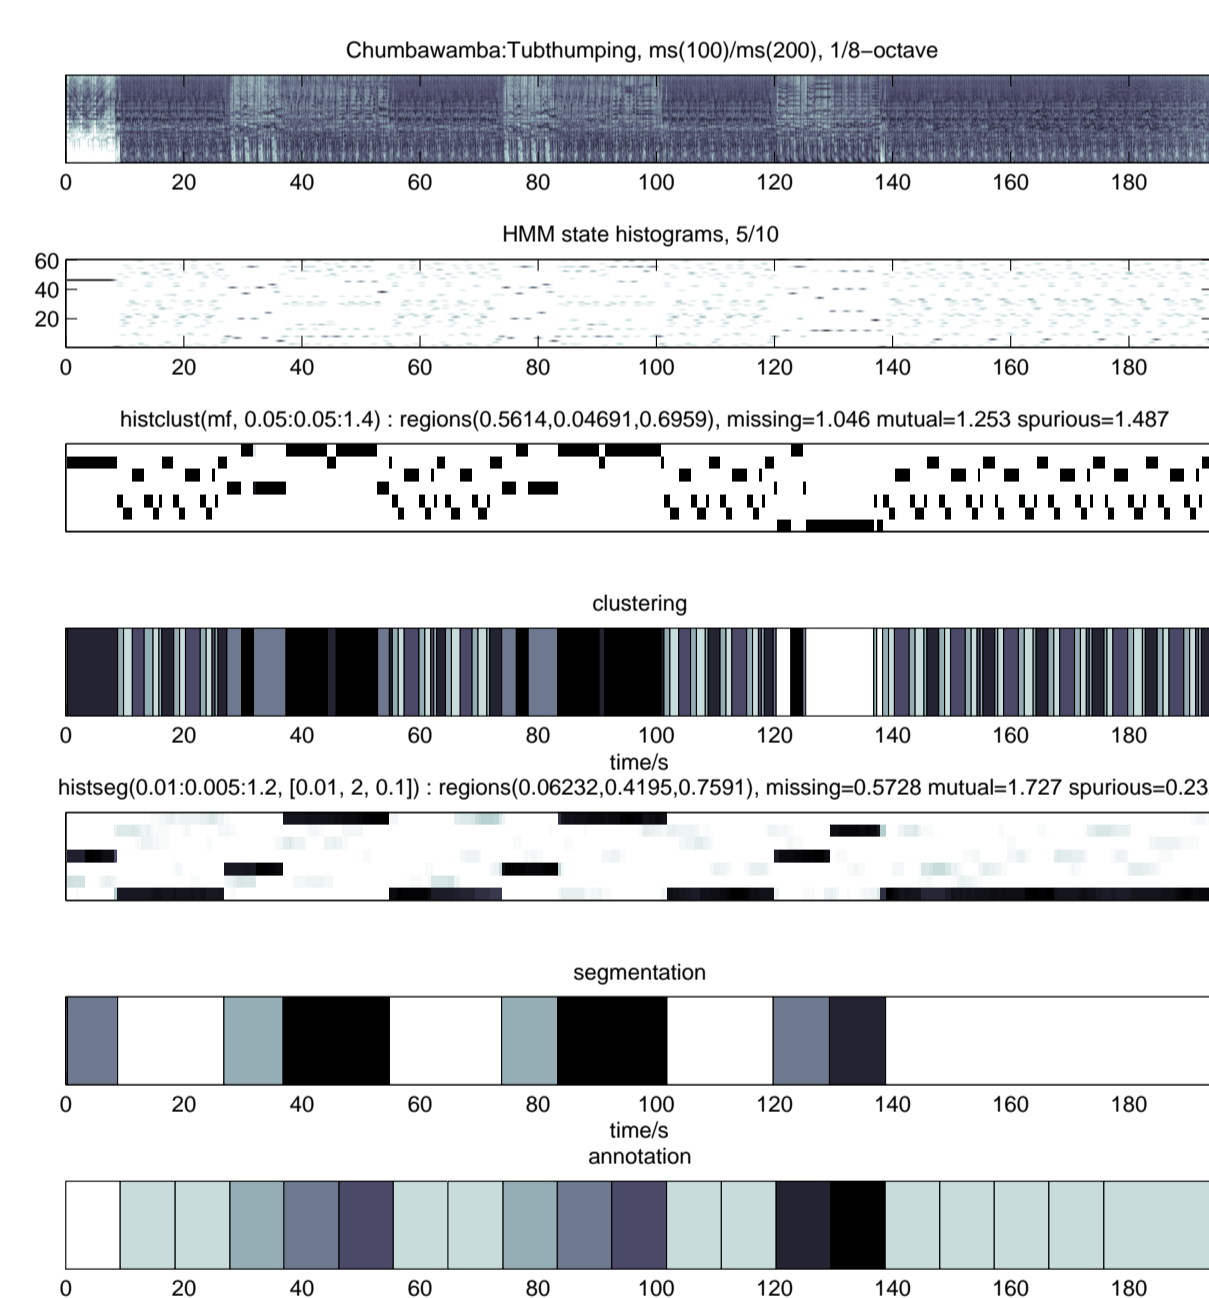 Chumbawamba:Tubthumping, ms(100)/ms(200), 1/8−octave
0 20 40 60 80 100 120 140 160 180
HMM state histograms, 5/10
60
40
20
0 20 40 60 80 100 120 140 160 180
histclust(mf, 0.05:0.05:1.4) : regions(0.5614,0.04691,0.6959), missing=1.046 mutual=1.253 spurious=1.487
clustering
0 20 40 60 80 100 120 140 160 180
time/s
histseg(0.01:0.005:1.2, [0.01, 2, 0.1]) : regions(0.06232,0.4195,0.7591), missing=0.5728 mutual=1.727 spurious=0.23
segmentation
0 20 40 60 80 100 120 140 160 180
time/s
annotation
0 20 40 60 80 100 120 140 160 180